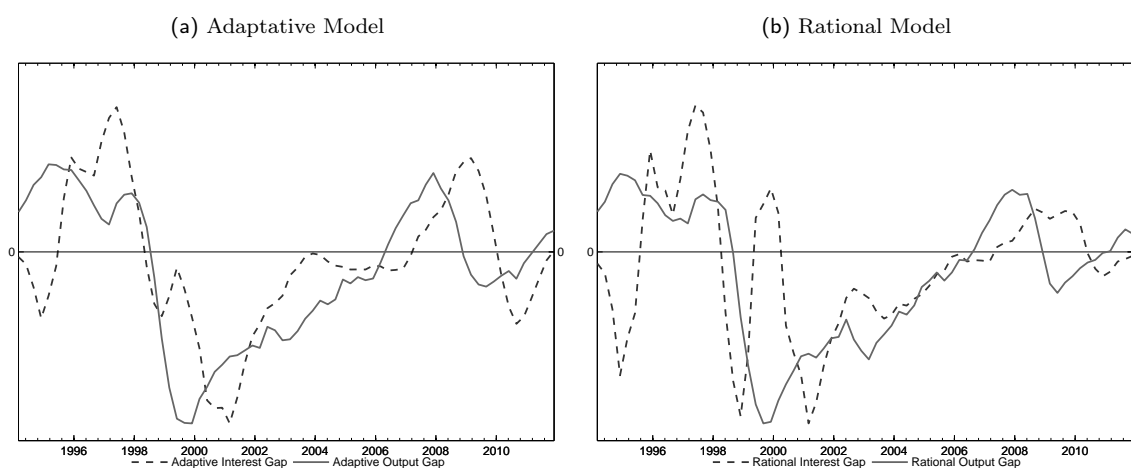 (a) Adaptative Model
(b) Rational Model
0
0
1996 1998 2000 2002 2004 2006 2008 2010
Adaptive Interest Gap Adaptive Output Gap
1996 1998 2000 2002 2004 2006 2008 2010
Rational Interest Gap Rational Output Gap